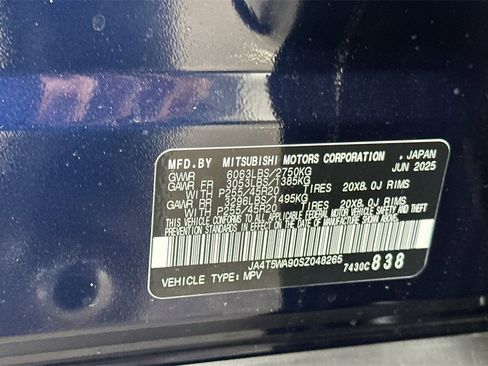 MFD.BY MITSUBISHI MOTORS CORPORATION , JAPAN
GVWR 6063LBS/2750KG JUN 2025
GAWR FR 3053LBS/1385KG
WITH P255/45R20 TIRES 20X8.0J RIMS
GAWR RR 3296LBS/1495KG
WITH P255/45R20 TIRES 20X8.0J RIMS
THIS VEHICLE CONFORMS TO ALL APPLICABLE
FEDERAL MOTOR VEHICLE SAFETY STANDARDS IN
EFFECT ON THE DATE OF MANUFACTURE SHOWN ABOVE.
JA4T5WA90SZ048265
VEHICLE TYPE: MPV 7430C 838